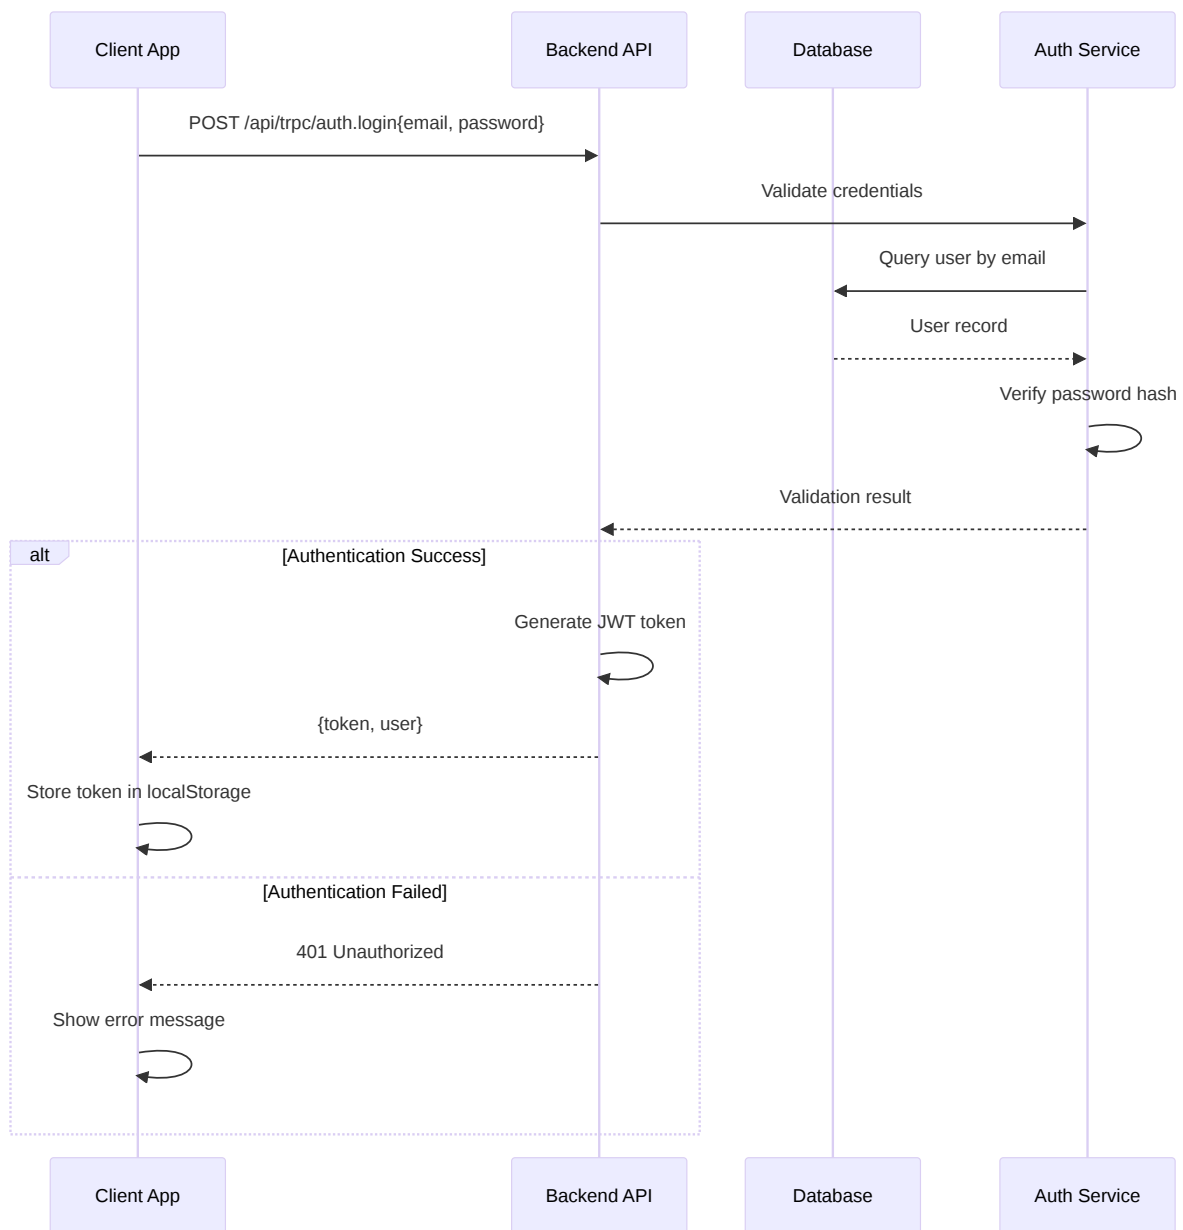 Client App
Backend API
Database
Auth Service
POST /api/trpc/auth.login{email, password}
Validate credentials
Query user by email
User record
Verify password hash
Validation result
alt
[Authentication Success]
Generate JWT token
{token, user}
Store token in localStorage
[Authentication Failed]
401 Unauthorized
Show error message
Client App
Backend API
Database
Auth Service